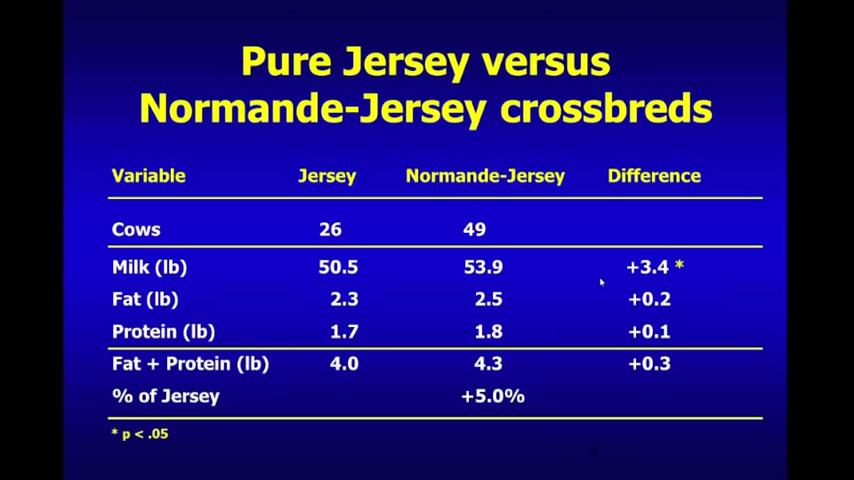 Pure Jersey versus
Normande-Jersey crossbreds
Variable Jersey Normande-Jersey Difference
Cows 26 49
Milk (lb) 50.5 53.9 +3.4 *
Fat (lb) 2.3 2.5 +0.2
Protein (lb) 1.7 1.8 +0.1
Fat + Protein (lb) 4.0 4.3 +0.3
% of Jersey +5.0%
* p < .05